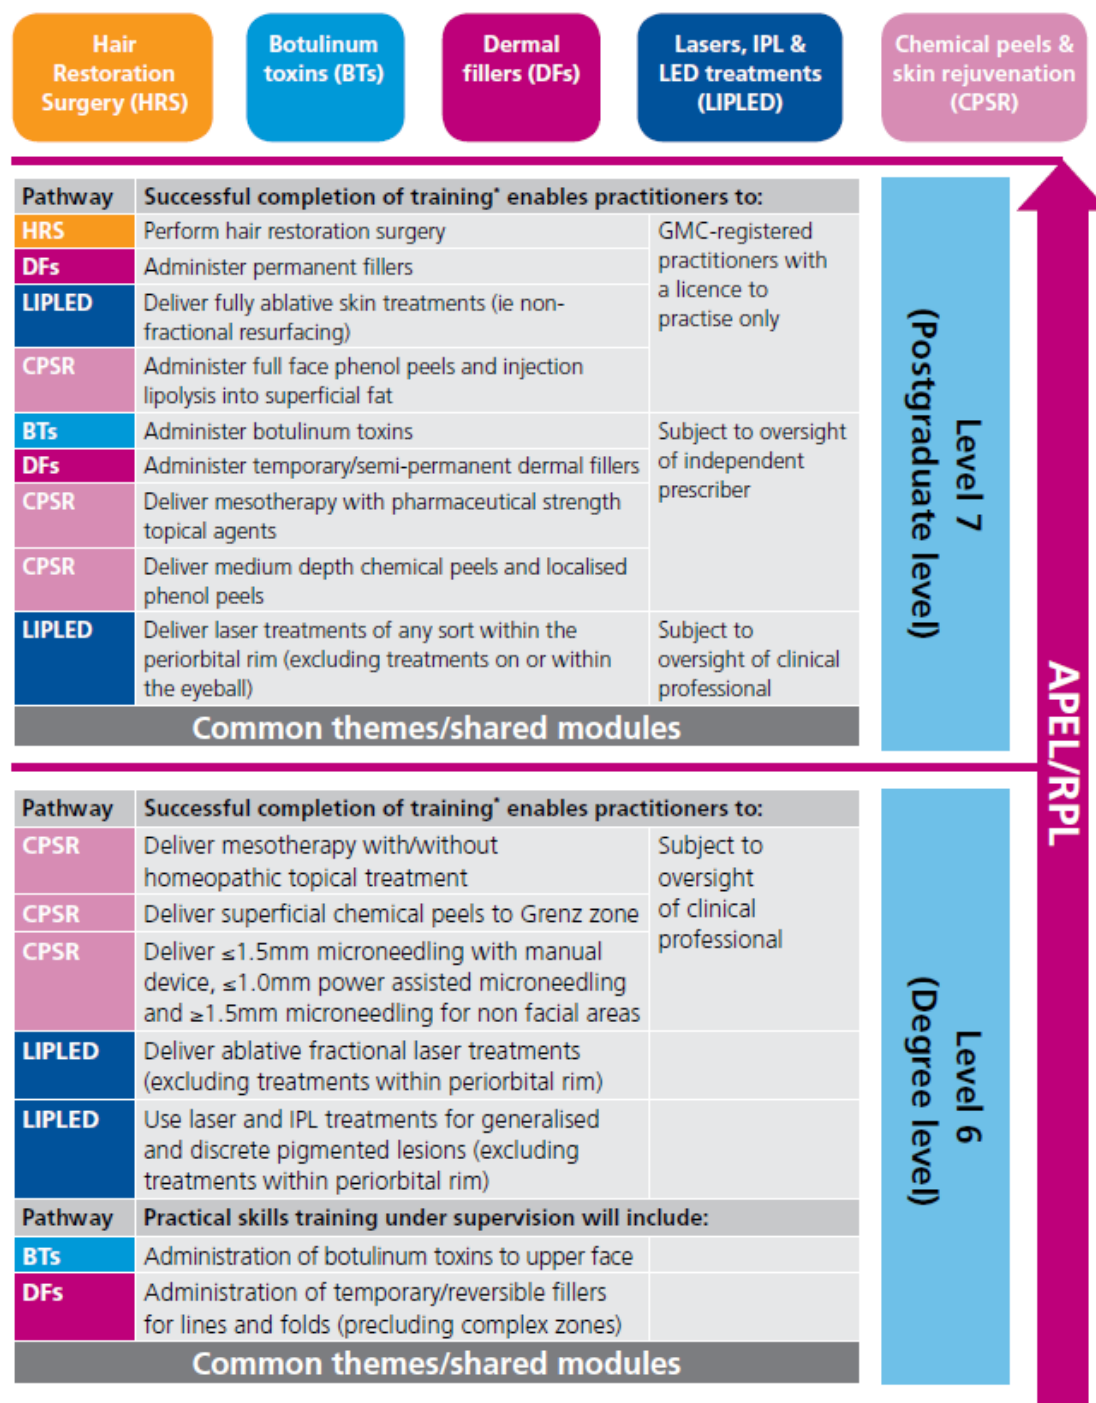 Hair
Restoration
Surgery (HRS)
Botulinum
toxins (BTs)
Dermal
fillers (DFs)
Lasers, IPL &
LED treatments
(LIPLED)
Chemical peels &
skin rejuvenation
(CPSR)
Pathway Successful completion of training* enables practitioners to:
HRS Perform hair restoration surgery
DFs Administer permanent fillers
LIPLED Deliver fully ablative skin treatments (ie non-
fractional resurfacing)
CPSR Administer full face phenol peels and injection
lipolysis into superficial fat
GMC-registered
practitioners with
a licence to
practise only
BTs Administer botulinum toxins
DFs Administer temporary/semi-permanent dermal fillers
CPSR Deliver mesotherapy with pharmaceutical strength
topical agents
CPSR Deliver medium depth chemical peels and localised
phenol peels
Subject to oversight
of independent
prescriber
LIPLED Deliver laser treatments of any sort within the
periorbital rim (excluding treatments on or within
the eyeball)
Subject to
oversight of clinical
professional
Common themes/shared modules
Level 7
(Postgraduate level)
APEL/RPL
Pathway Successful completion of training* enables practitioners to:
CPSR Deliver mesotherapy with/without
homeopathic topical treatment
CPSR Deliver superficial chemical peels to Grenz zone
CPSR Deliver ≤1.5mm microneedling with manual
device, ≤1.0mm power assisted microneedling
and ≥1.5mm microneedling for non facial areas
Subject to
oversight
of clinical
professional
LIPLED Deliver ablative fractional laser treatments
(excluding treatments within periorbital rim)
LIPLED Use laser and IPL treatments for generalised
and discrete pigmented lesions (excluding
treatments within periorbital rim)
Pathway Practical skills training under supervision will include:
BTs Administration of botulinum toxins to upper face
DFs Administration of temporary/reversible fillers
for lines and folds (precluding complex zones)
Common themes/shared modules
Level 6
(Degree level)